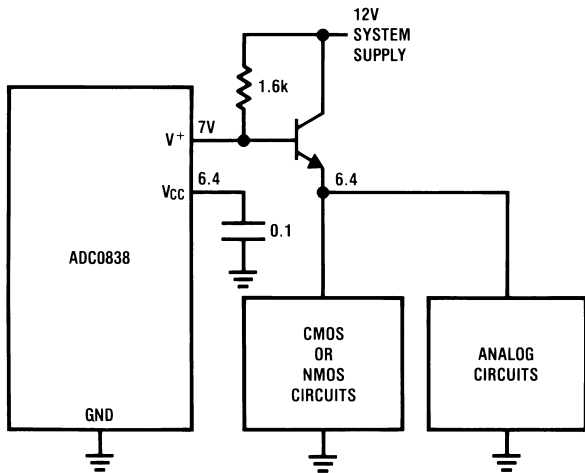 12V
SYSTEM
SUPPLY
1.6k
V+
7V
6.4
VCC
6.4
0.1
ADC0838
CMOS
OR
NMOS
CIRCUITS
ANALOG
CIRCUITS
GND